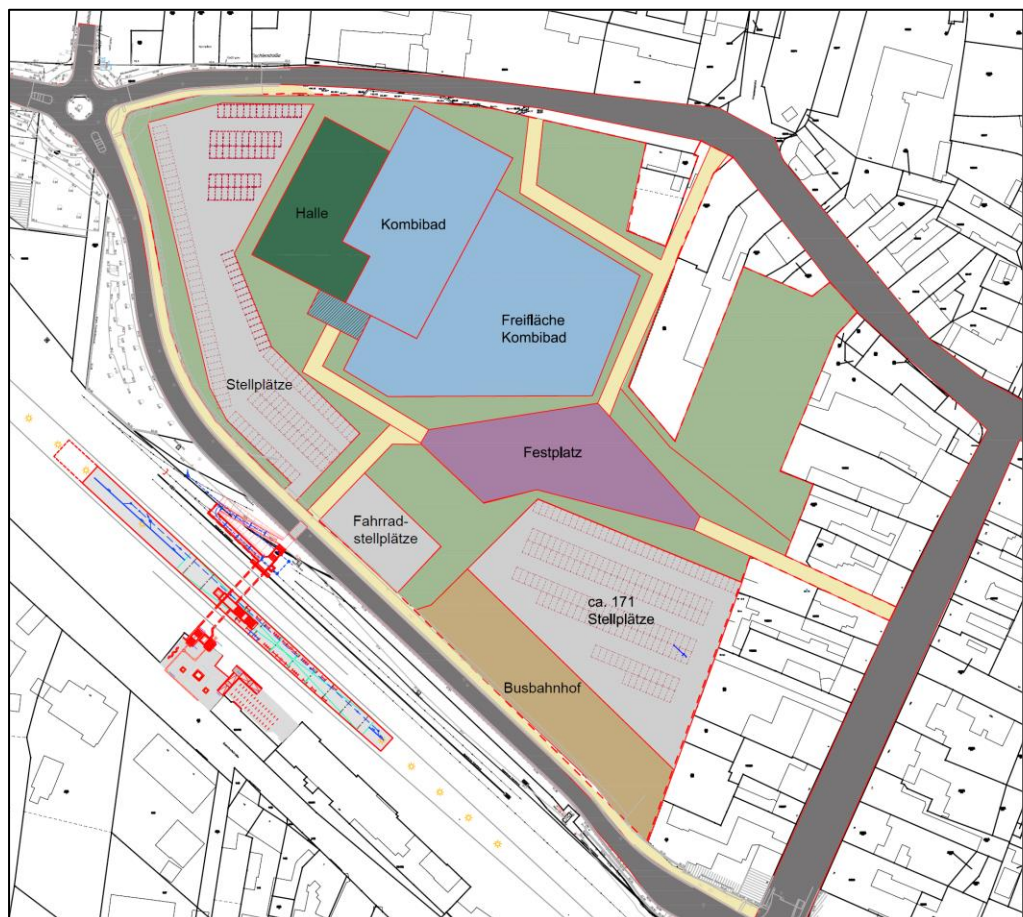 Halle
Kombibad
Freifläche
Kombibad
Stellplätze
Festplatz
Fahrrad-
stellplätze
ca. 171
Stellplätze
Busbahnhof